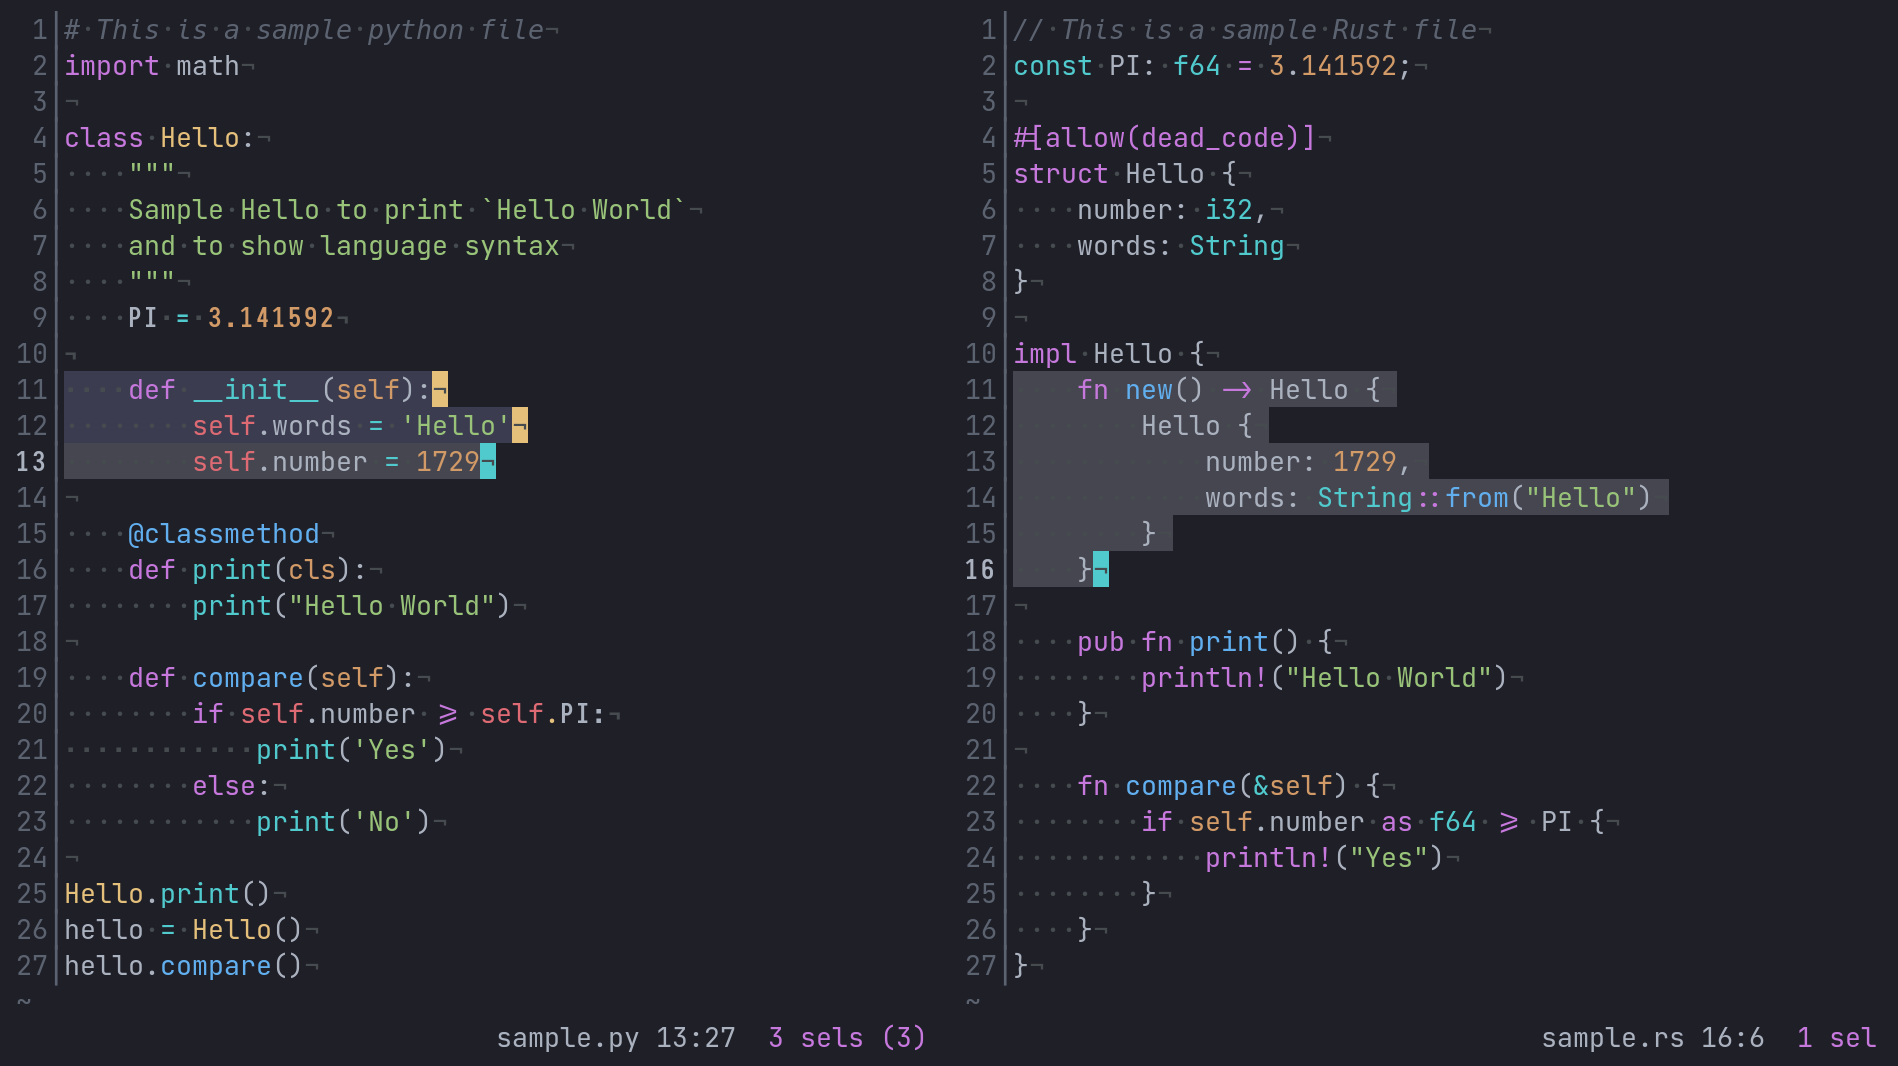 1 # This is a sample python file¬
2 import math¬
3 ¬
4 class Hello:¬
5 ····"""¬
6 ····Sample Hello to print `Hello World`¬
7 ····and to show language syntax¬
8 ····"""¬
9 ····PI = 3.141592¬
10 ¬
11     def __init__(self):¬
12         self.words = 'Hello'¬
13         self.number = 1729¬
14 ¬
15 ····@classmethod¬
16 ····def print(cls):¬
17 ········print("Hello World")¬
18 ¬
19 ····def compare(self):¬
20 ········if self.number >= self.PI:¬
21 ············print('Yes')¬
22 ········else:¬
23 ············print('No')¬
24 ¬
25 Hello.print()¬
26 hello = Hello()¬
27 hello.compare()¬
~
sample.py 13:27  3 sels (3)
1 // This is a sample Rust file¬
2 const PI: f64 = 3.141592;¬
3 ¬
4 #[allow(dead_code)]¬
5 struct Hello {¬
6 ····number: i32,¬
7 ····words: String¬
8 }¬
9 ¬
10 impl Hello {¬
11     fn new() -> Hello {
12         Hello {
13             number: 1729,
14             words: String::from("Hello")
15         }
16     }¬
17 ¬
18 ····pub fn print() {¬
19 ········println!("Hello World")¬
20 ····}¬
21 ¬
22 ····fn compare(&self) {¬
23 ········if self.number as f64 >= PI {¬
24 ············println!("Yes")¬
25 ········}¬
26 ····}¬
27 }¬
~
sample.rs 16:6  1 sel